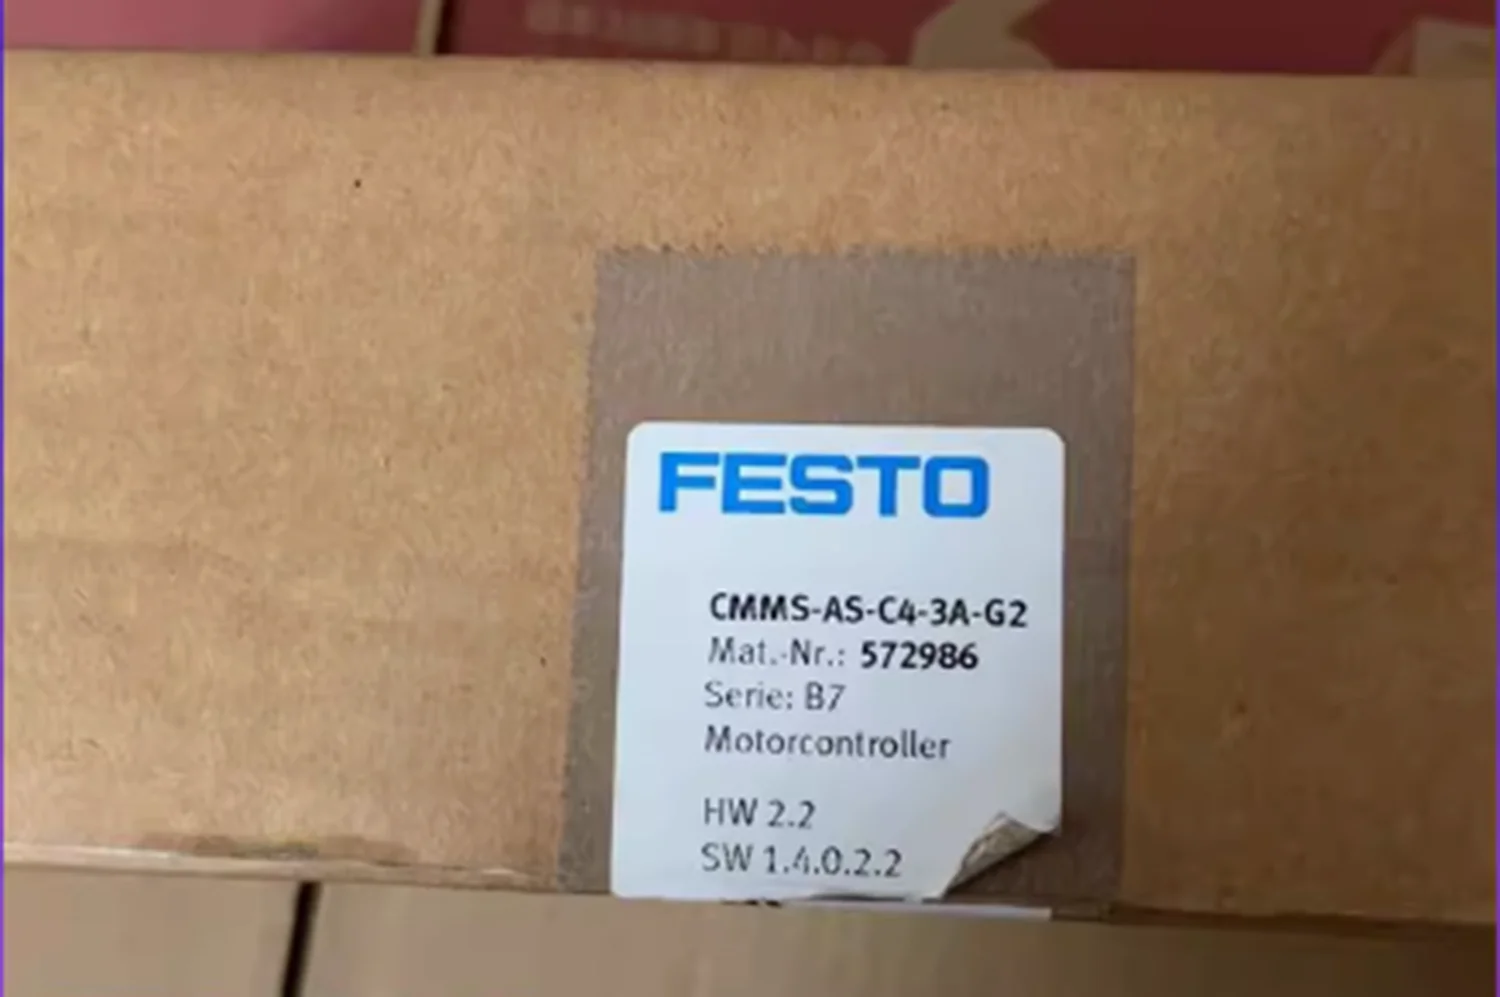 FESTO
CMMS-AS-C4-3A-G2
Mat.-Nr.: 572986
Serie: B7
Motorcontroller
HW 2.2
SW 1.4.0.2.2